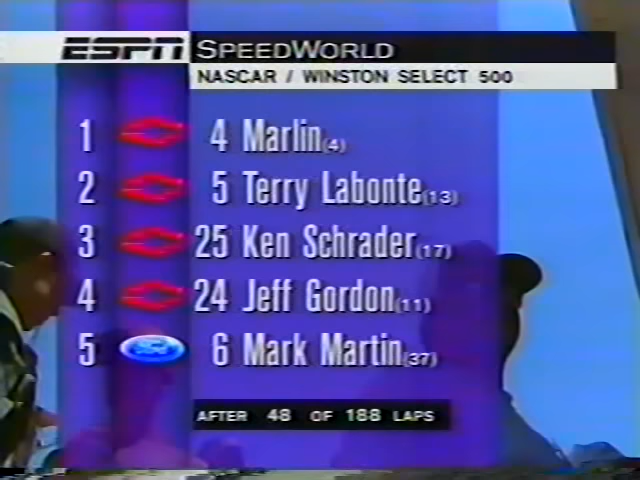 ESPN SPEEDWORLD
NASCAR / WINSTON SELECT 500
1 4 Marlin(4)
2 5 Terry Labonte(13)
3 25 Ken Schrader(17)
4 24 Jeff Gordon(11)
5 Ford 6 Mark Martin(37)
AFTER 48 OF 188 LAPS